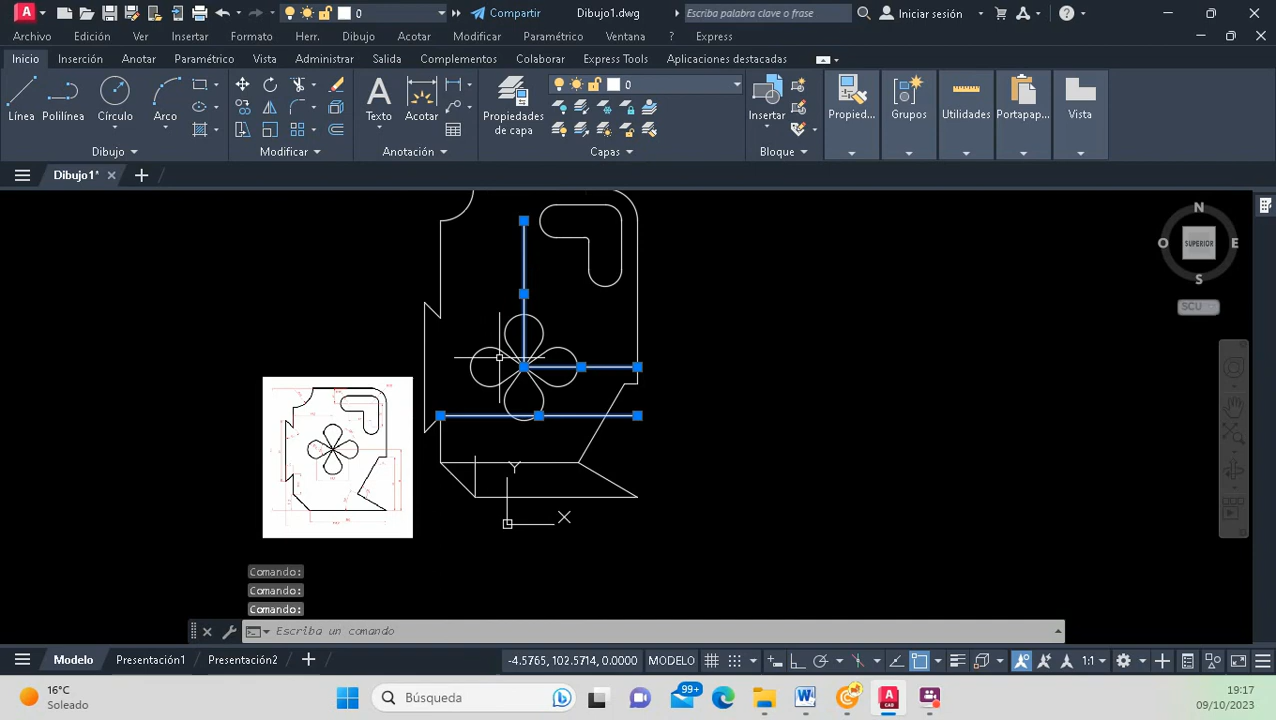 0 Compartir Dibujo1.dwg Escriba palabra clave o frase Iniciar sesión
Archivo Edición Ver Insertar Formato Herr. Dibujo Acotar Modificar Paramétrico Ventana ? Express
Inicio Inserción Anotar Paramétrico Vista Administrar Salida Complementos Colaborar Express Tools Aplicaciones destacadas
0
Línea Polilínea Círculo Arco Texto Acotar Propiedades de capa Insertar Propied... Grupos Utilidades Portapap... Vista
Dibujo Modificar Anotación Capas Bloque
Dibujo1*
N
O SUPERIOR E
S
SCU
Y
X
Comando:
Comando:
Comando:
Escriba un comando
Modelo Presentación1 Presentación2 -4.5765, 102.5714, 0.0000 MODELO 1:1
16°C
Soleado
Búsqueda
99+
A CAD
19:17
09/10/2023